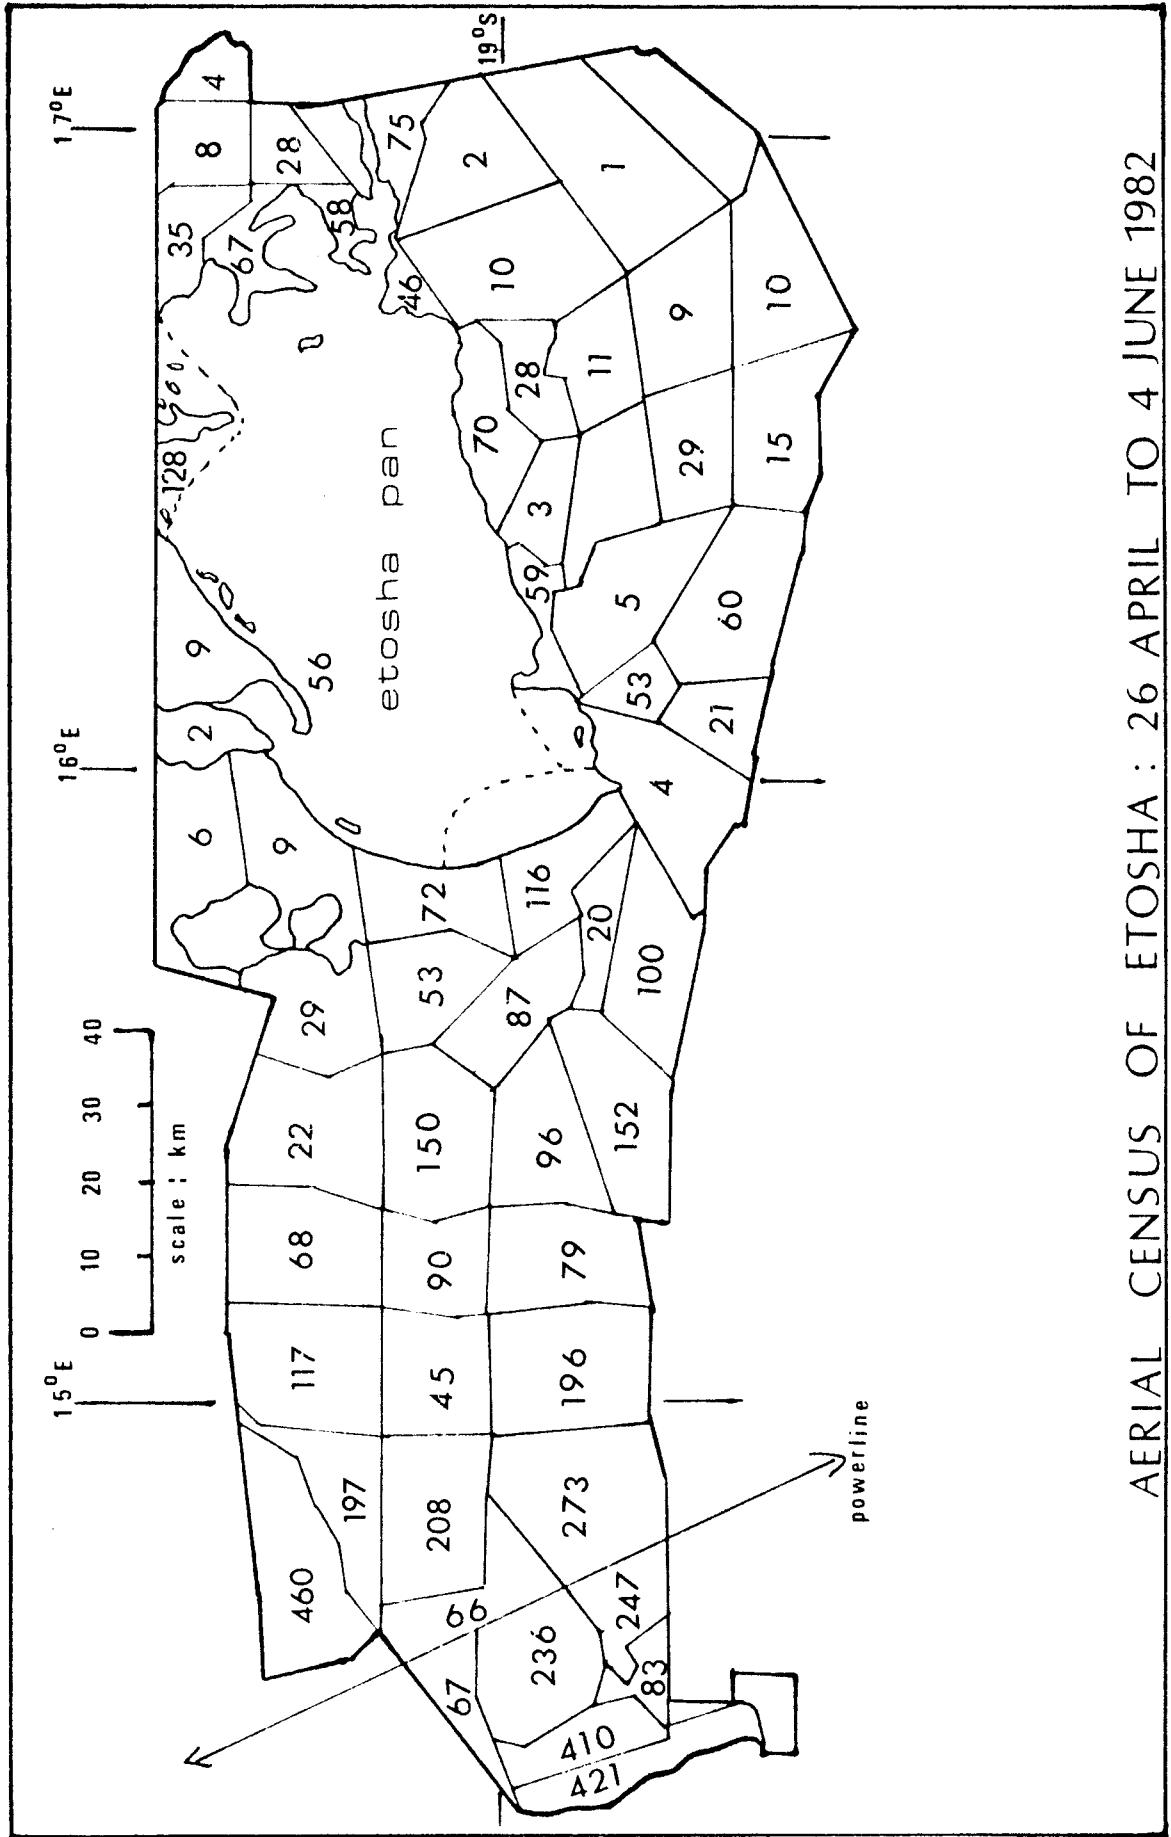 15°E 16°E 17°E
0 10 20 30 40
scale : km
128 35
6 2 9 8 4
67
9 28
460 117 68 22 29 56
58
197
etosha pan 75
46
208 45 90 150 53 72
67 66 70 2 19°S
87 28 10
236 96 116 59 3
410 273 196 79 20 11 1
421
247 152 5
83 100 4 53 29 9
21 60
15 10
powerline
AERIAL CENSUS OF ETOSHA : 26 APRIL TO 4 JUNE 1982